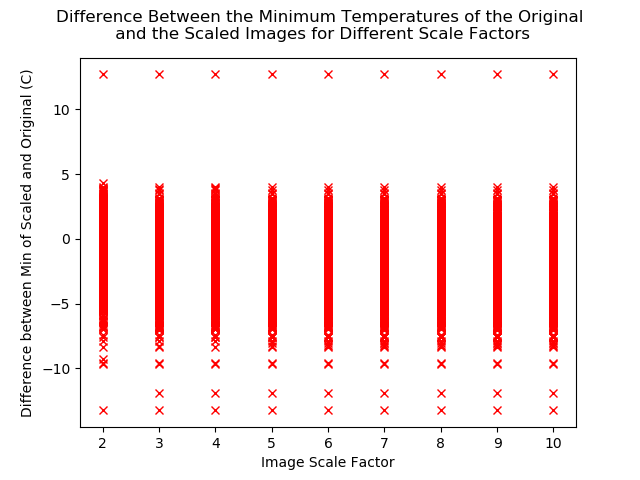 Difference Between the Minimum Temperatures of the Original
and the Scaled Images for Different Scale Factors
Difference between Min of Scaled and Original (C)
10
5
0
−5
−10
2 3 4 5 6 7 8 9 10
Image Scale Factor